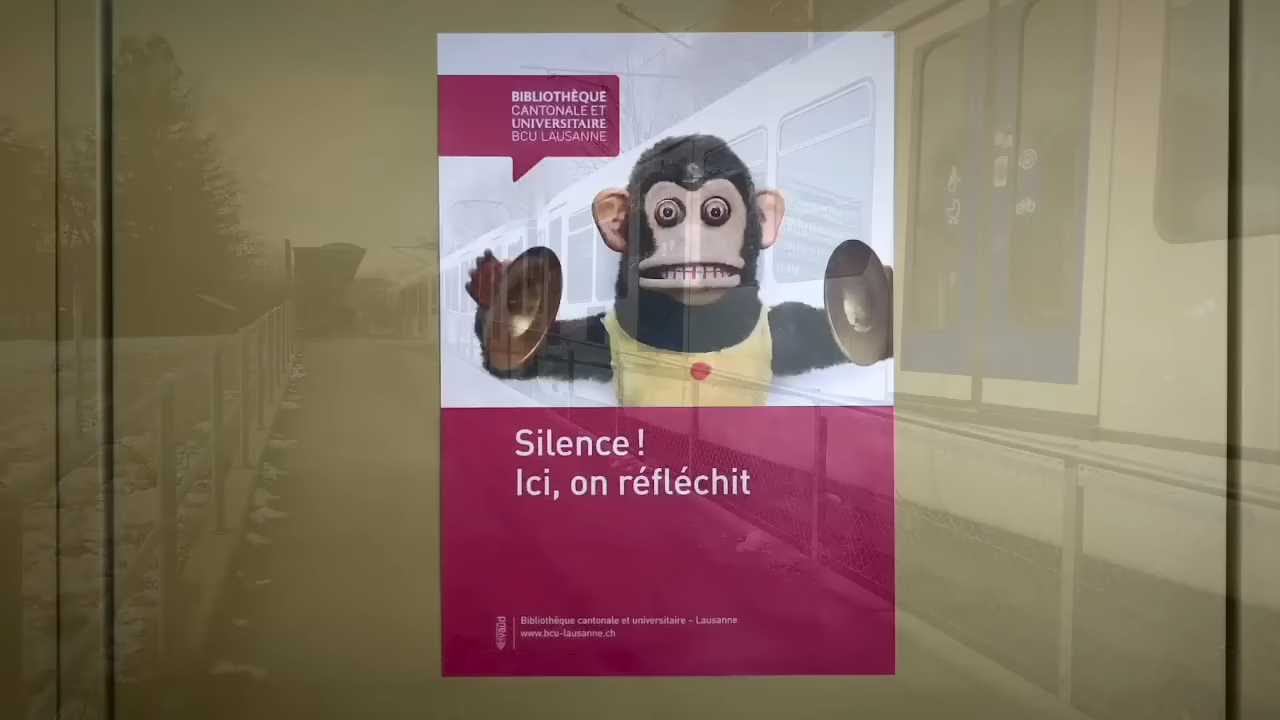 BIBLIOTHÈQUE
CANTONALE ET
UNIVERSITAIRE
BCU LAUSANNE
Silence !
Ici, on réfléchit
vaud
Bibliothèque cantonale et universitaire – Lausanne
www.bcu-lausanne.ch